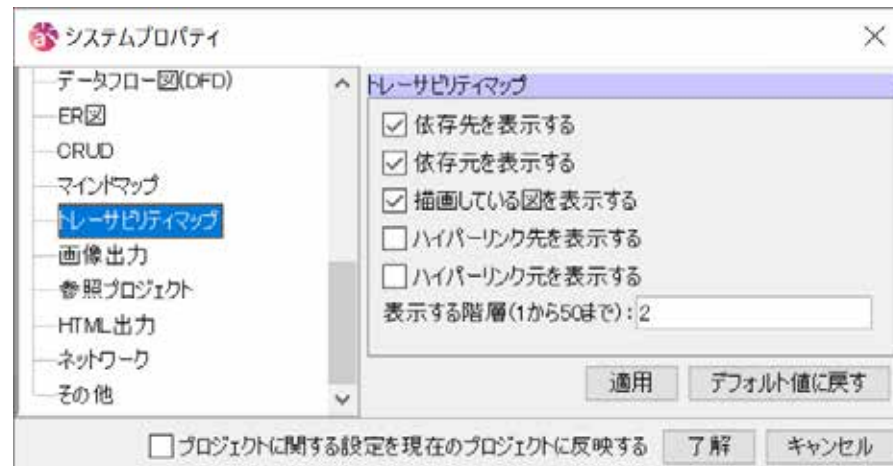 システムプロパティ
データフロー図(DFD)
ER図
CRUD
マインドマップ
トレーサビリティマップ
画像出力
参照プロジェクト
HTML出力
ネットワーク
その他
トレーサビリティマップ
依存先を表示する
依存元を表示する
描画している図を表示する
ハイパーリンク先を表示する
ハイパーリンク元を表示する
表示する階層(1から50まで):2
適用 デフォルト値に戻す
プロジェクトに関する設定を現在のプロジェクトに反映する 了解 キャンセル